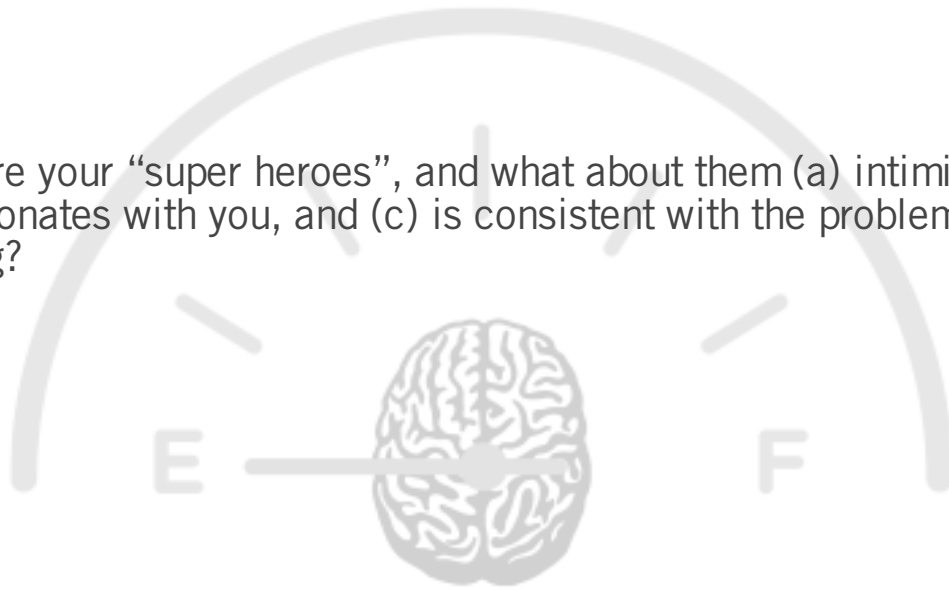 re your “super heroes”, and what about them (a) intimi
onates with you, and (c) is consistent with the problem
g?
E
F